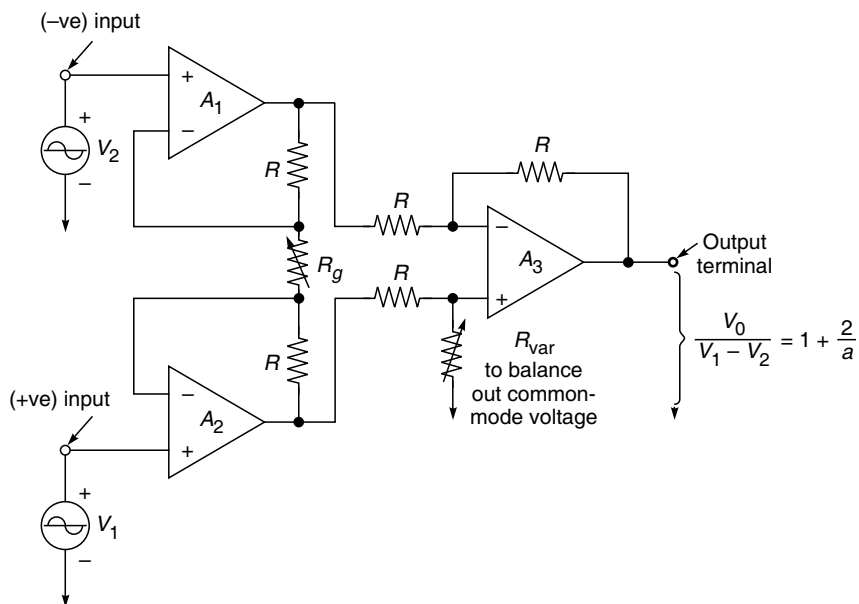 (–ve) input
+
A1
–
+
V2
–
R
Rg
R
R
R
R
–
A3
+
Output
terminal
Rvar
to balance
out common-
mode voltage
V0
V1 – V2
= 1 +
2
a
–
A2
+
(+ve) input
+
V1
–